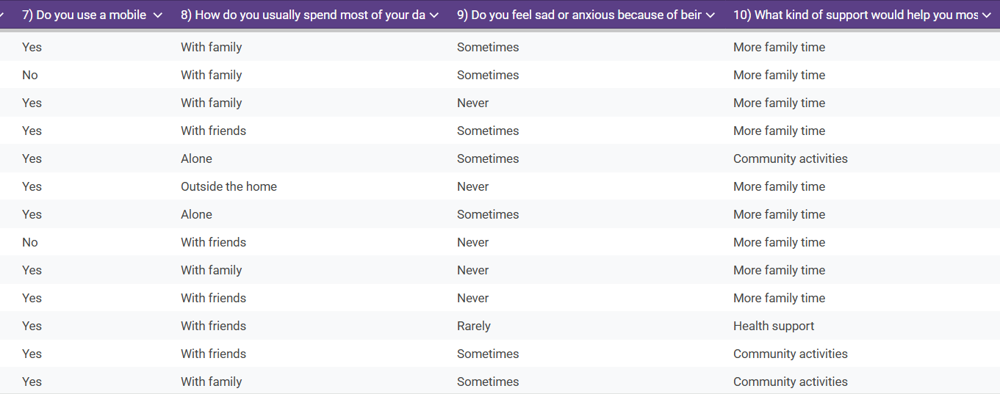 7) Do you use a mobile 8) How do you usually spend most of your da 9) Do you feel sad or anxious because of beir 10) What kind of support would help you mos
Yes With family Sometimes More family time
No With family Sometimes More family time
Yes With family Never More family time
Yes With friends Sometimes More family time
Yes Alone Sometimes Community activities
Yes Outside the home Never More family time
Yes Alone Sometimes More family time
No With friends Never More family time
Yes With family Never More family time
Yes With friends Never More family time
Yes With friends Rarely Health support
Yes With friends Sometimes Community activities
Yes With family Sometimes Community activities